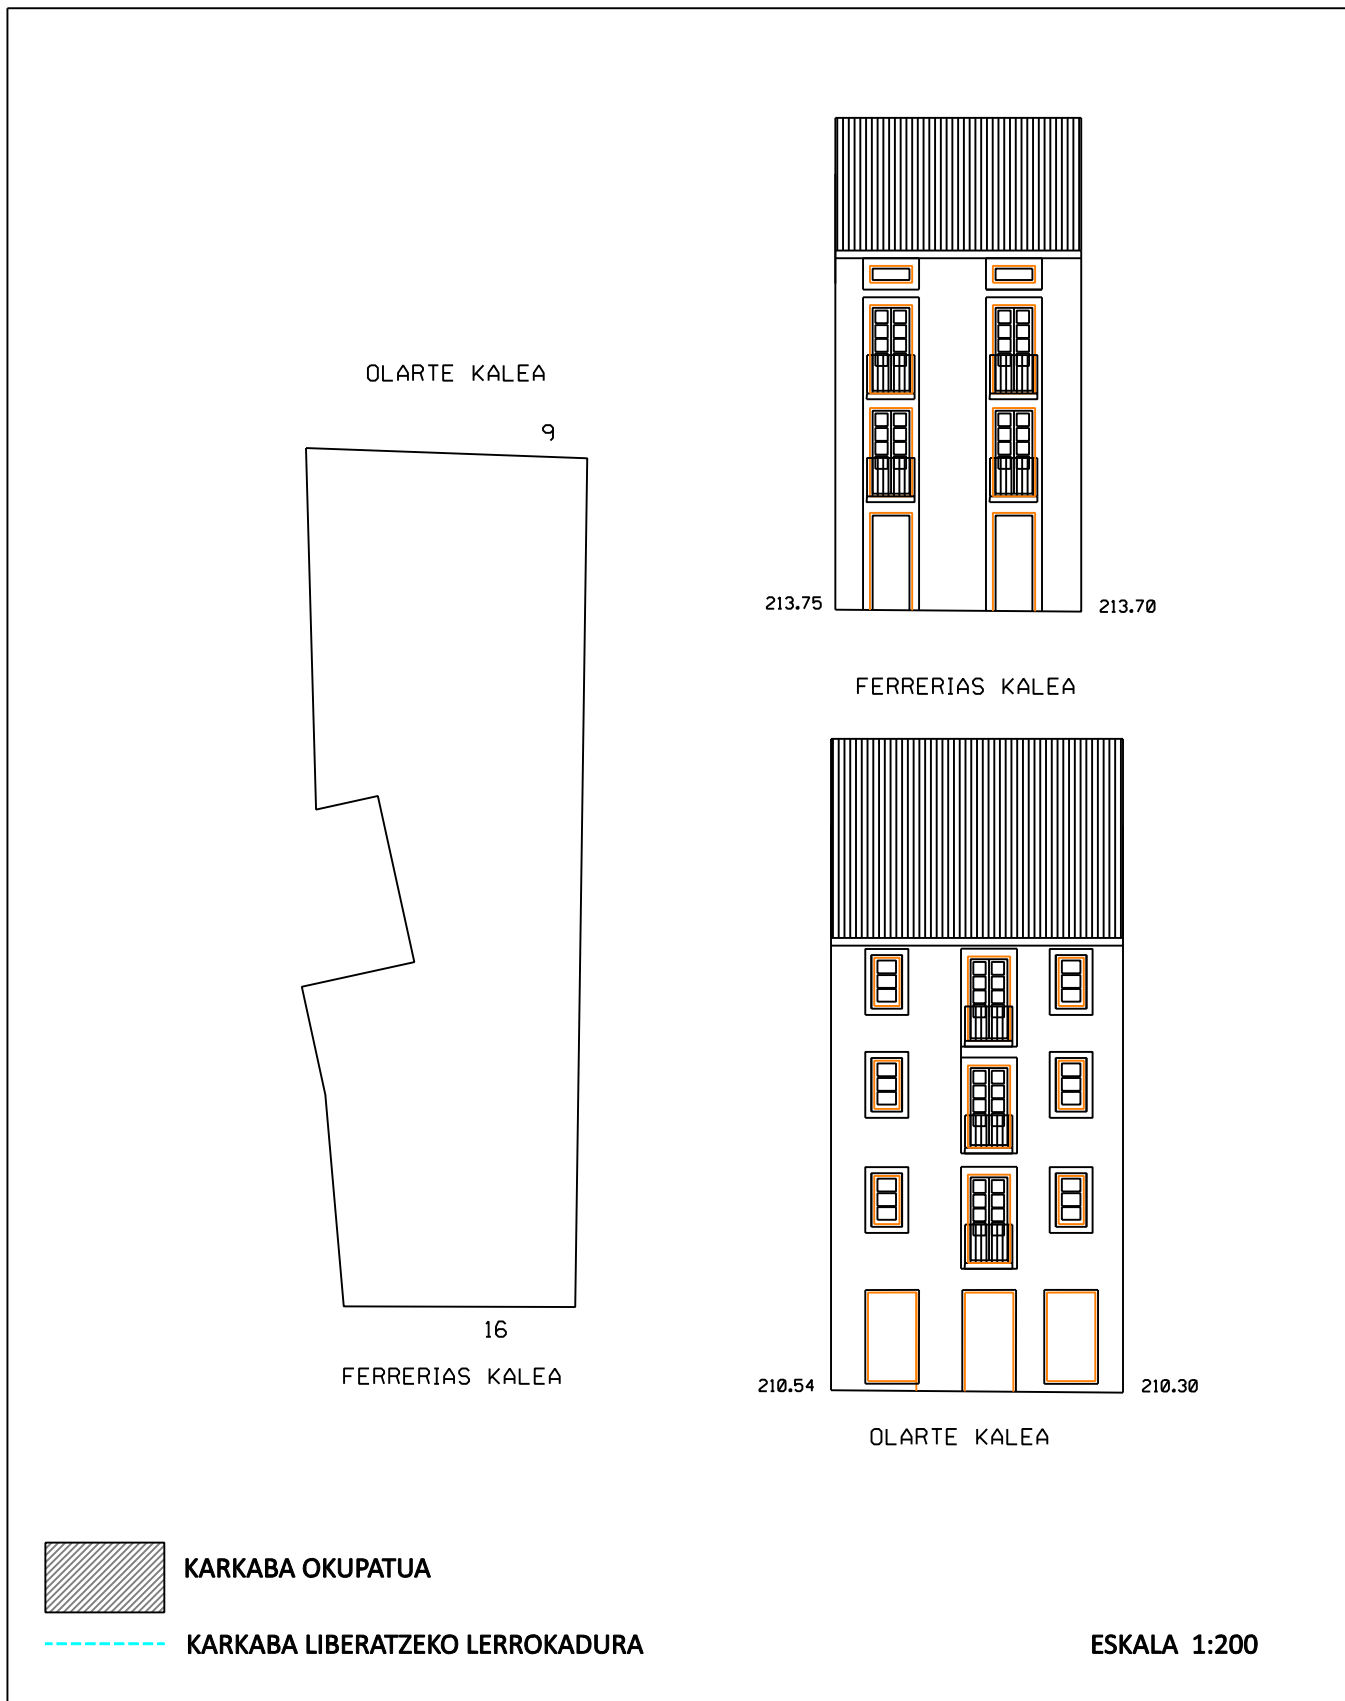 OLARTE KALEA
9
16
FERRERIAS KALEA
213.75
213.70
FERRERIAS KALEA
210.54
210.30
OLARTE KALEA
KARKABA OKUPATUA
KARKABA LIBERATZEKO LERROKADURA
ESKALA 1:200